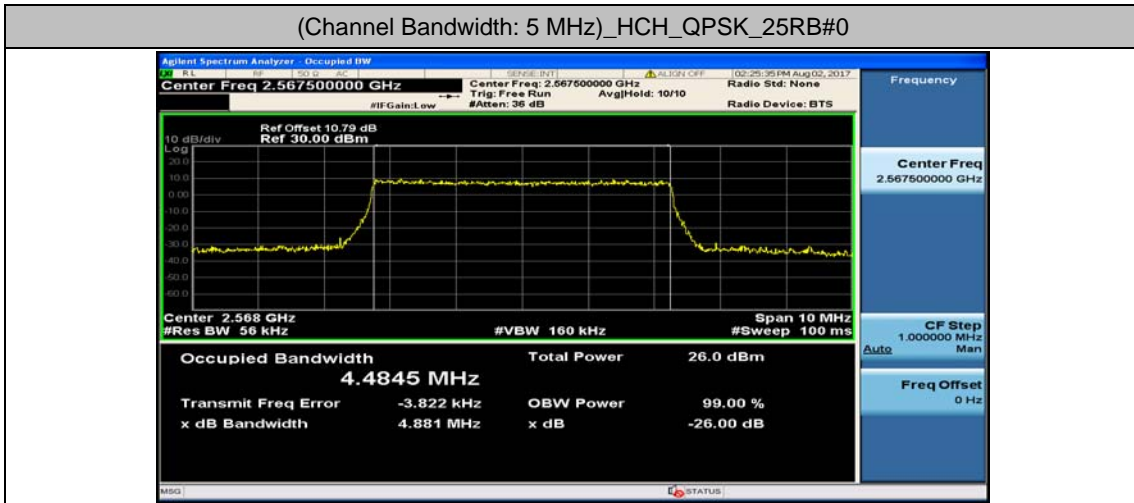 (Channel Bandwidth: 5 MHz)_HCH_QPSK_25RB#0
Agilent Spectrum Analyzer - Occupied BW
LXI RL RF 50 Ω AC SENSE:INT ALIGN OFF 02:25:35 PM Aug 02, 2017
Center Freq 2.567500000 GHz
Center Freq: 2.567500000 GHz
Radio Std: None
Trig: Free Run Avg|Hold: 10/10
#IFGain:Low #Atten: 36 dB Radio Device: BTS
Ref Offset 10.79 dB
10 dB/div Ref 30.00 dBm
Log
20.0
10.0
0.00
-10.0
-20.0
-30.0
-40.0
-50.0
-60.0
Center 2.568 GHz Span 10 MHz
#Res BW 56 kHz #VBW 160 kHz #Sweep 100 ms
Occupied Bandwidth Total Power 26.0 dBm
4.4845 MHz
Transmit Freq Error -3.822 kHz OBW Power 99.00 %
x dB Bandwidth 4.881 MHz x dB -26.00 dB
MSG STATUS
Frequency
Center Freq
2.567500000 GHz
CF Step
1.000000 MHz
Auto Man
Freq Offset
0 Hz